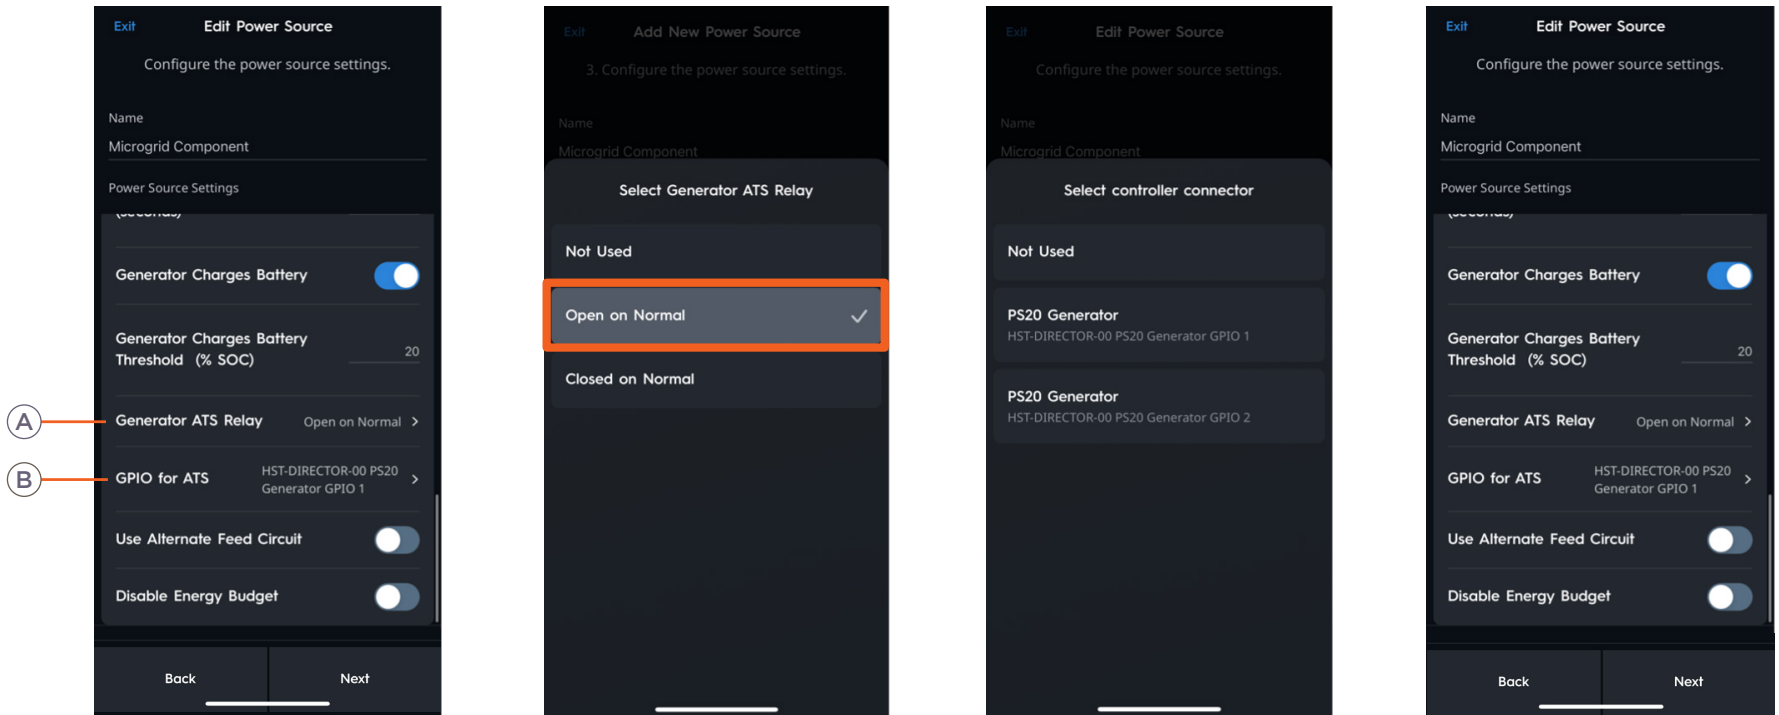 Exit Edit Power Source
Configure the power source settings.
Name
Microgrid Component
Power Source Settings
(Seconds)
Generator Charges Battery
Generator Charges Battery
Threshold (% SOC) 20
A
Generator ATS Relay Open on Normal >
B
GPIO for ATS HST-DIRECTOR-00 PS20
Generator GPIO 1 >
Use Alternate Feed Circuit
Disable Energy Budget
Back Next
Exit Add New Power Source
3. Configure the power source settings.
Name
Microgrid Component
Select Generator ATS Relay
Not Used
Open on Normal
Closed on Normal
Exit Edit Power Source
Configure the power source settings.
Name
Microgrid Component
Select controller connector
Not Used
PS20 Generator
HST-DIRECTOR-00 PS20 Generator GPIO 1
PS20 Generator
HST-DIRECTOR-00 PS20 Generator GPIO 2
Exit Edit Power Source
Configure the power source settings.
Name
Microgrid Component
Power Source Settings
(Seconds)
Generator Charges Battery
Generator Charges Battery
Threshold (% SOC) 20
Generator ATS Relay Open on Normal >
GPIO for ATS HST-DIRECTOR-00 PS20
Generator GPIO 1 >
Use Alternate Feed Circuit
Disable Energy Budget
Back Next